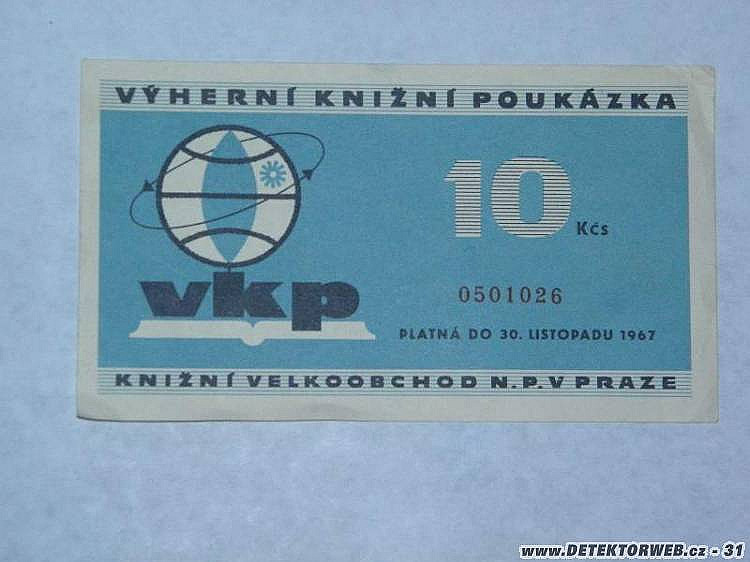 VÝHERNÍ KNIŽNÍ POUKÁZKA
10
Kčs
vkp
0501026
PLATNÁ DO 30. LISTOPADU 1967
KNIŽNÍ VELKOOBCHOD N.P. V PRAZE
www.DETEKTORWEB.cz - 31